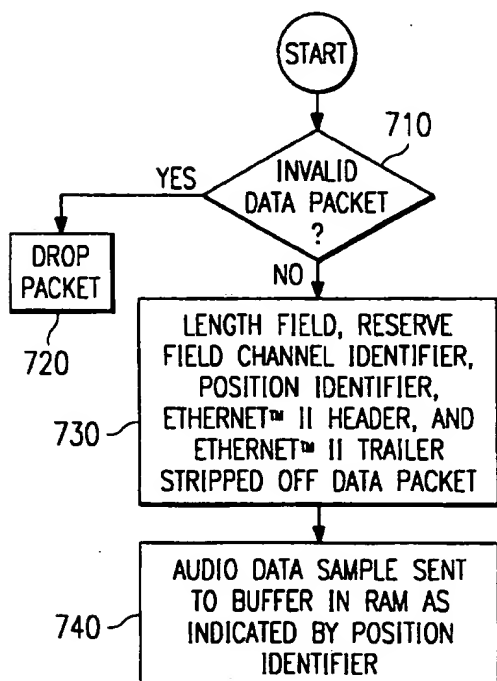 START
710
INVALID
DATA PACKET
?
YES
NO
DROP
PACKET
720
LENGTH FIELD, RESERVE
FIELD CHANNEL IDENTIFIER,
POSITION IDENTIFIER,
ETHERNET™ II HEADER, AND
ETHERNET™ II TRAILER
STRIPPED OFF DATA PACKET
730
AUDIO DATA SAMPLE SENT
TO BUFFER IN RAM AS
INDICATED BY POSITION
IDENTIFIER
740